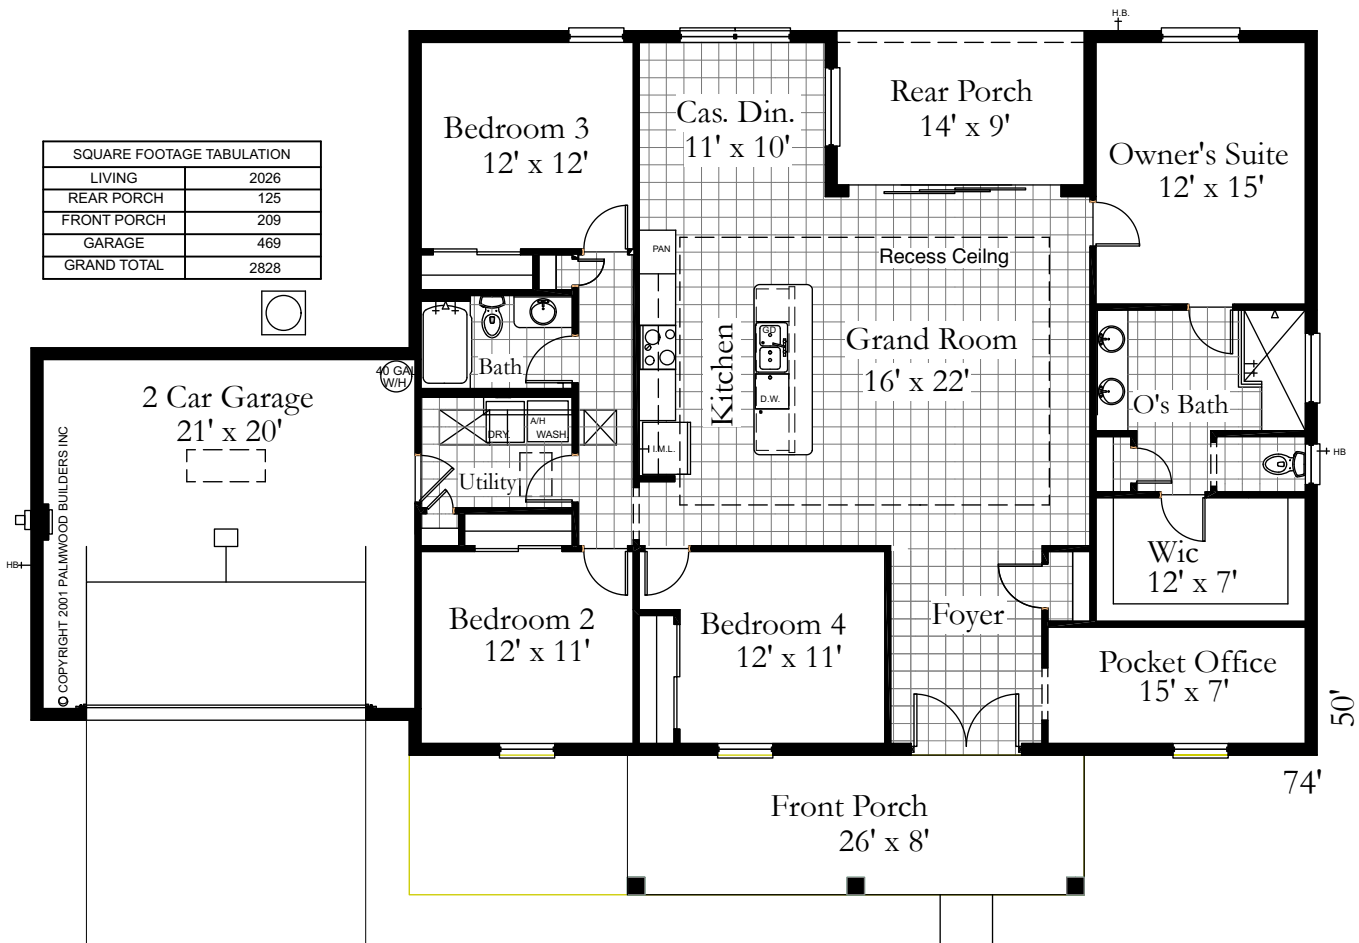 H.B.
Bedroom 3
12' x 12'
Cas. Din.
11' x 10'
Rear Porch
14' x 9'
Owner's Suite
12' x 15'
SQUARE FOOTAGE TABULATION
LIVING 2026
REAR PORCH 125
FRONT PORCH 209
GARAGE 469
GRAND TOTAL 2828
PAN
Recess Ceilng
Kitchen
GD
D.W.
I.M.L.
Grand Room
16' x 22'
Bath
40 GAL
W/H
2 Car Garage
21' x 20'
© COPYRIGHT 2001 PALMWOOD BUILDERS INC
HB
DRY.
A/H
WASH.
Utility
O's Bath
HB
Wic
12' x 7'
Bedroom 2
12' x 11'
Bedroom 4
12' x 11'
Foyer
Pocket Office
15' x 7'
50'
74'
Front Porch
26' x 8'